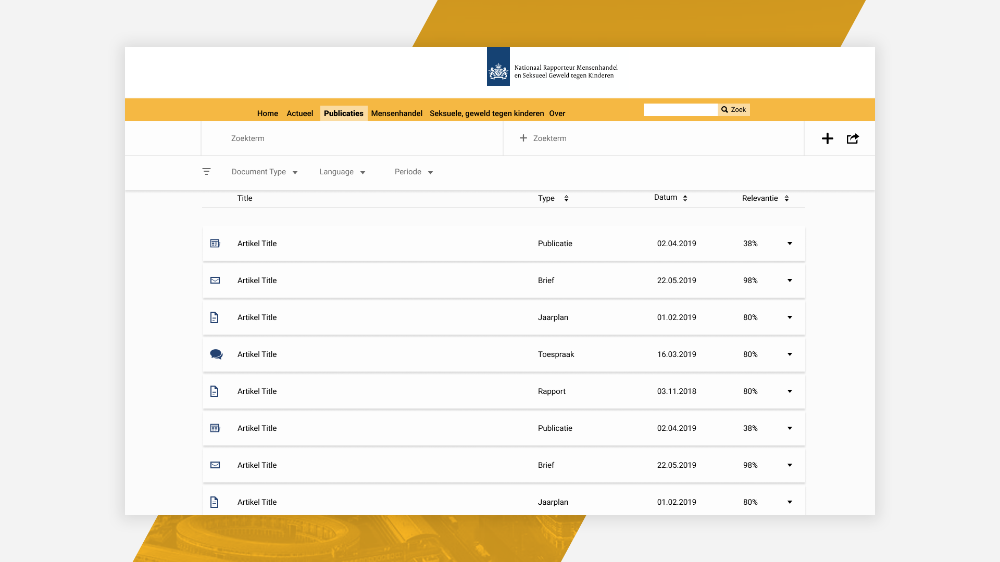 Nationaal Rapporteur Mensenhandel
en Seksueel Geweld tegen Kinderen
Home Actueel Publicaties Mensenhandel Seksuele, geweld tegen kinderen Over Zoek
Zoekterm Zoekterm
Document Type Language Periode
Title Type Datum Relevantie
Artikel Title Publicatie 02.04.2019 38%
Artikel Title Brief 22.05.2019 98%
Artikel Title Jaarplan 01.02.2019 80%
Artikel Title Toespraak 16.03.2019 80%
Artikel Title Rapport 03.11.2018 80%
Artikel Title Publicatie 02.04.2019 38%
Artikel Title Brief 22.05.2019 98%
Artikel Title Jaarplan 01.02.2019 80%